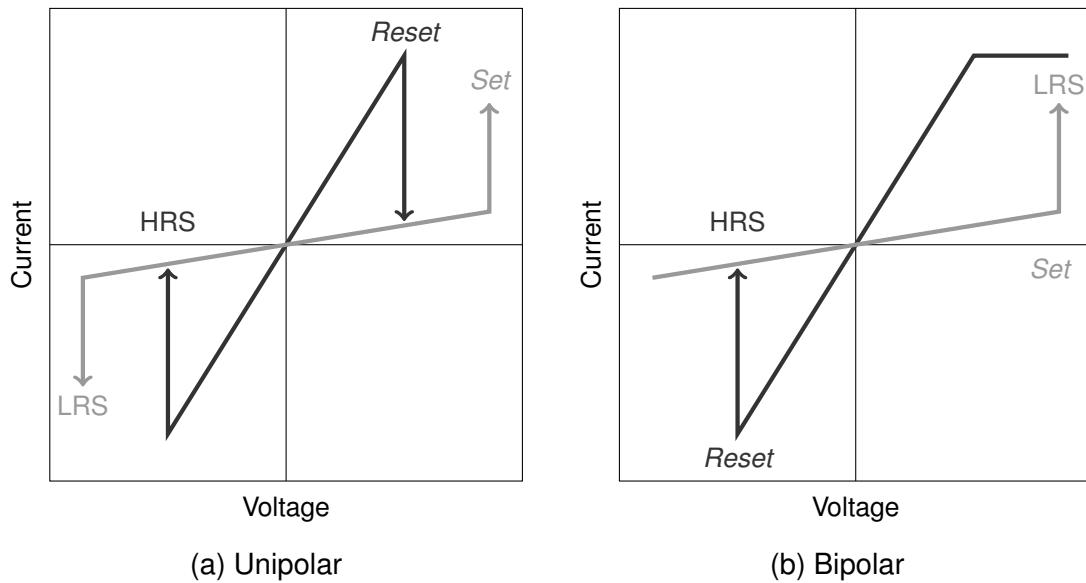 Reset
Set
HRS
Current
LRS
Voltage
(a) Unipolar
LRS
HRS
Current
Set
Reset
Voltage
(b) Bipolar